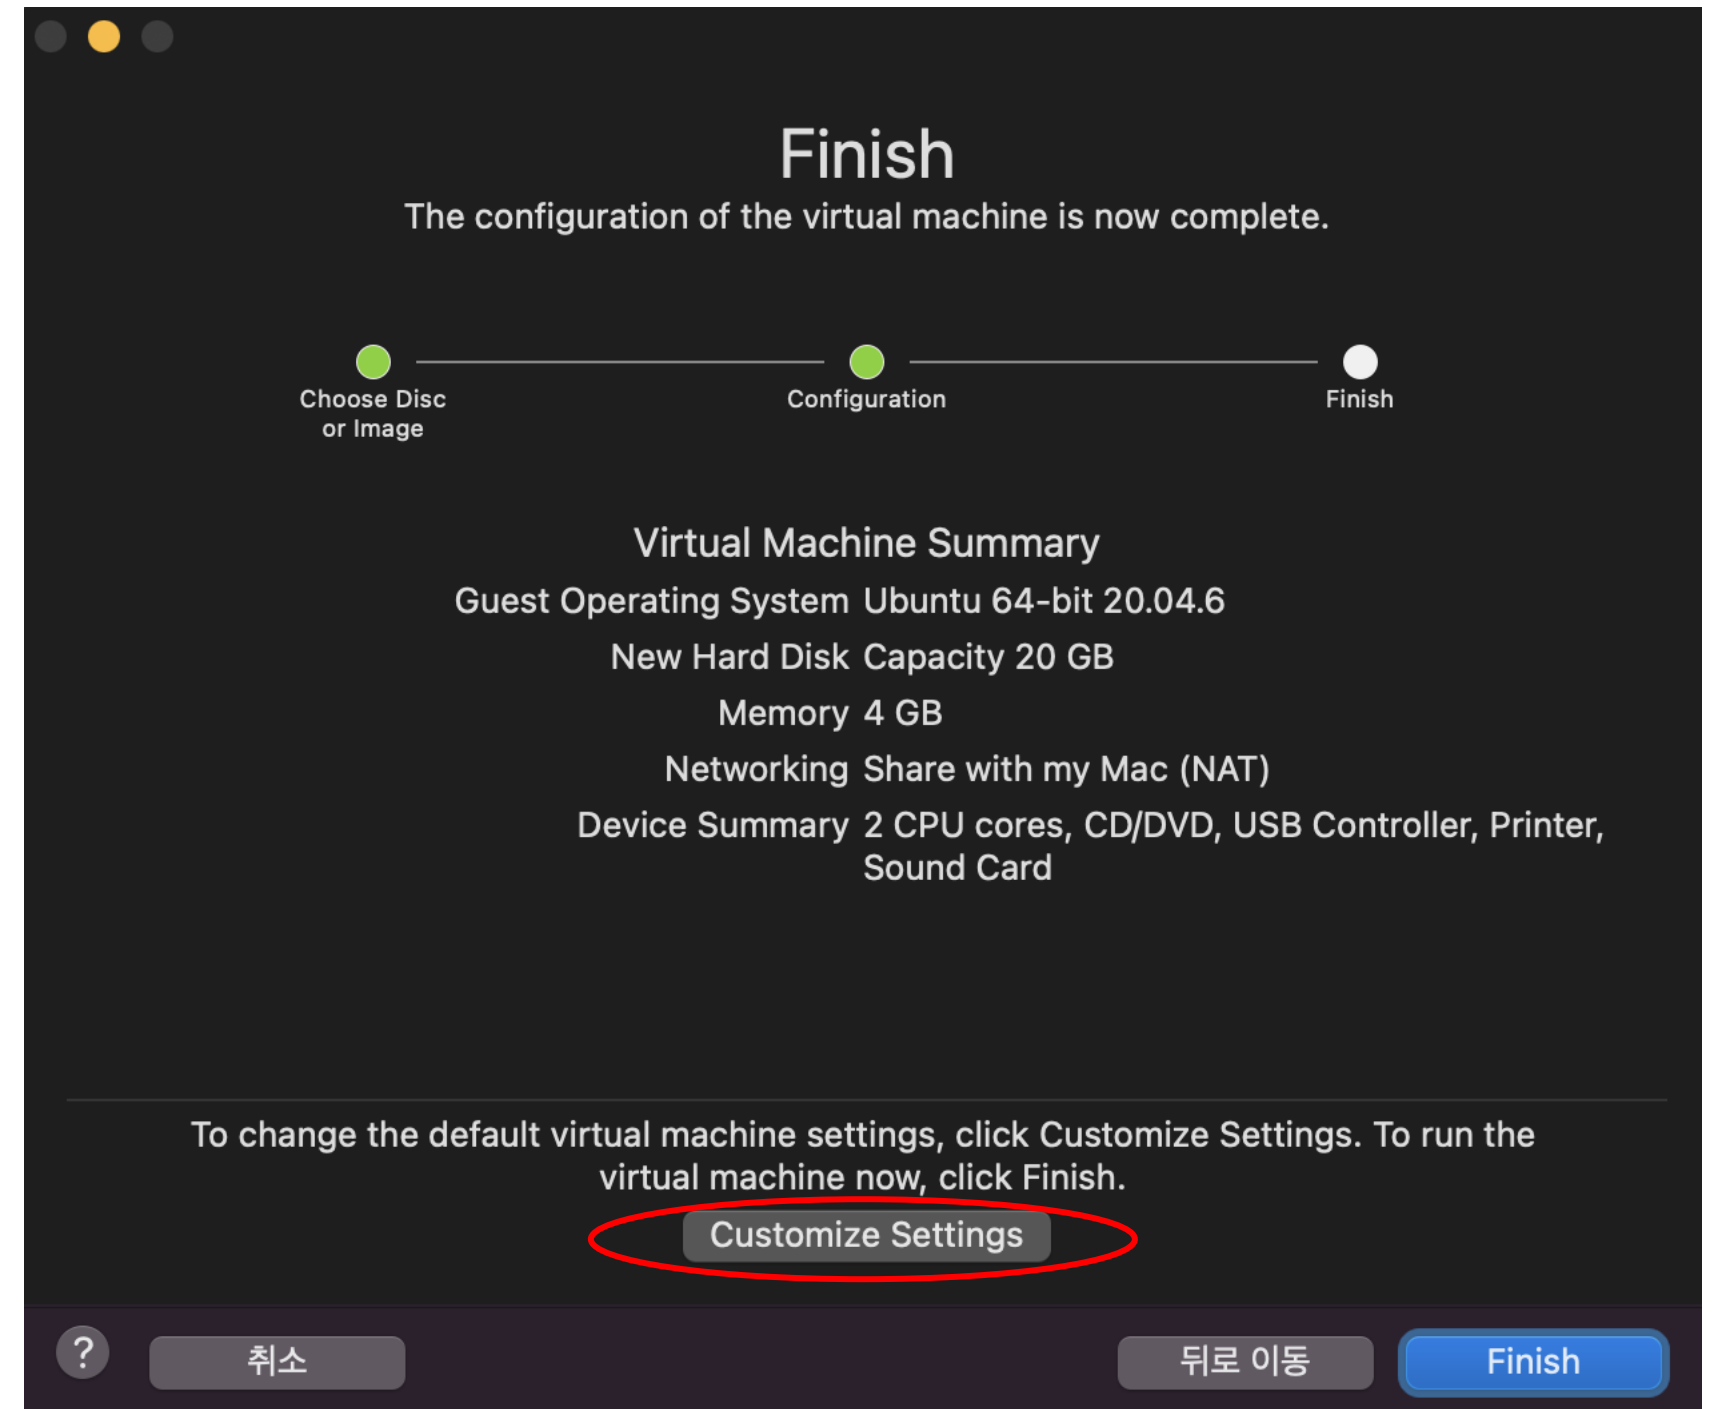 Finish
The configuration of the virtual machine is now complete.
Choose Disc
or Image
Configuration
Finish
Virtual Machine Summary
Guest Operating System Ubuntu 64-bit 20.04.6
New Hard Disk Capacity 20 GB
Memory 4 GB
Networking Share with my Mac (NAT)
Device Summary 2 CPU cores, CD/DVD, USB Controller, Printer,
Sound Card
To change the default virtual machine settings, click Customize Settings. To run the
virtual machine now, click Finish.
Customize Settings
? 취소 뒤로 이동 Finish